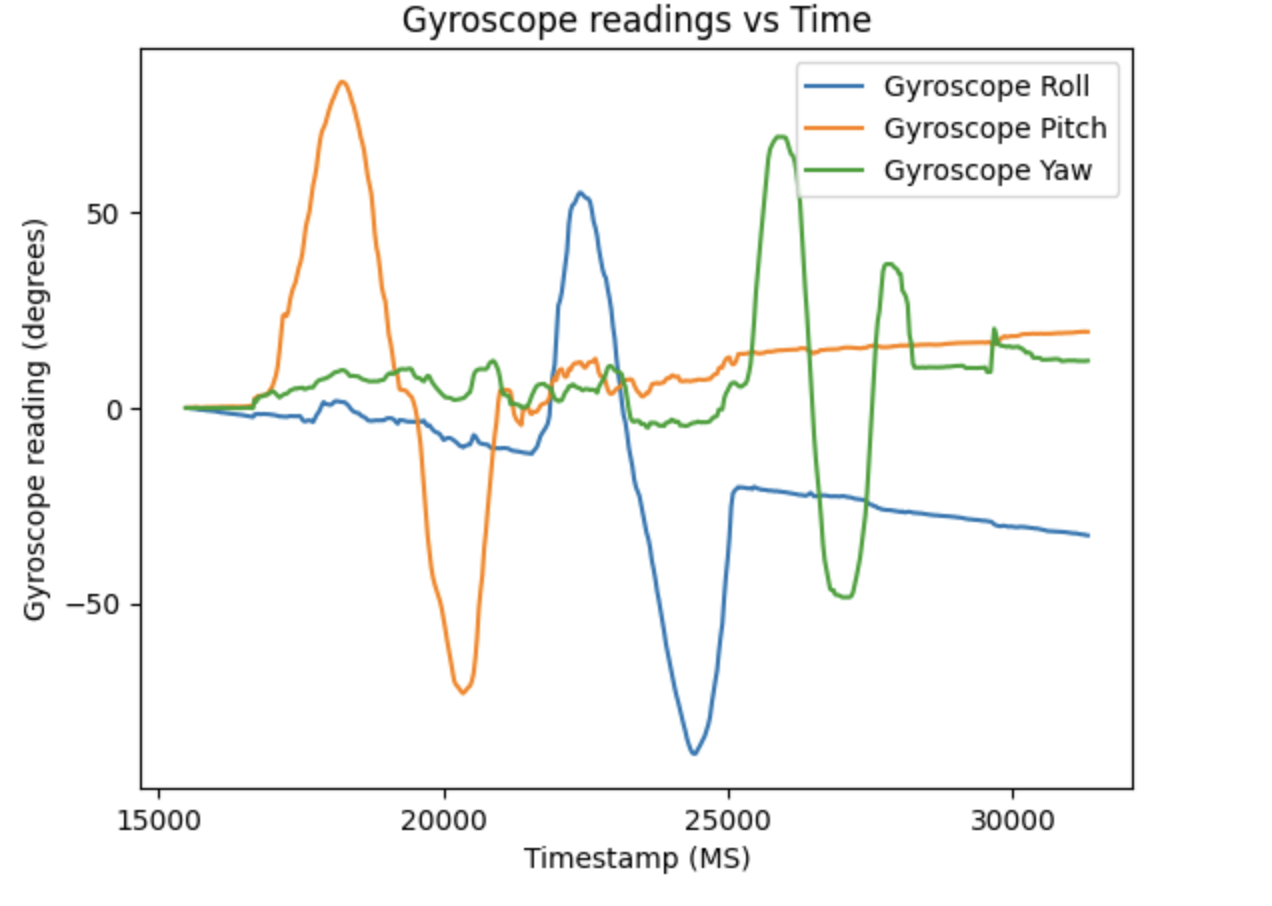 Gyroscope readings vs Time
Gyroscope Roll
Gyroscope Pitch
Gyroscope Yaw
Gyroscope reading (degrees)
50
0
−50
15000 20000 25000 30000
Timestamp (MS)